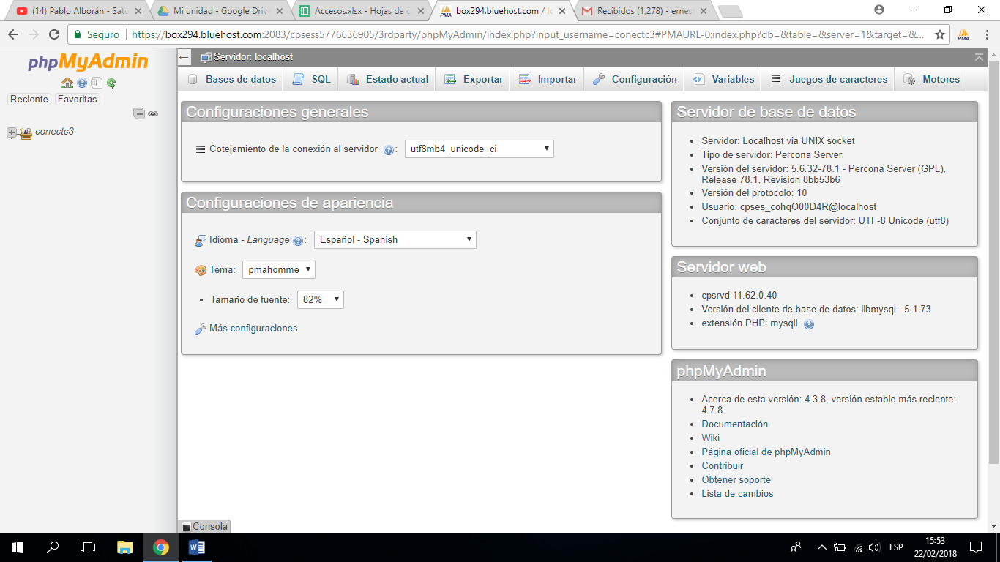 (14) Pablo Alborán - Satu
Mi unidad - Google Drive
Accesos.xlsx - Hojas de c
box294.bluehost.com / lo
Recibidos (1,278) - ernes
Seguro
https://box294.bluehost.com:2083/cpsess5776636905/3rdparty/phpMyAdmin/index.php?input_username=conectc3#PMAURL-0:index.php?db=&table=&server=1&target=&...
PMA
phpMyAdmin
Reciente
Favoritas
conectc3
Servidor: localhost
Bases de datos
SQL
Estado actual
Exportar
Importar
Configuración
Variables
Juegos de caracteres
Motores
Configuraciones generales
Cotejamiento de la conexión al servidor : utf8mb4_unicode_ci
Configuraciones de apariencia
Idioma - Language : Español - Spanish
Tema: pmahomme
Tamaño de fuente: 82%
Más configuraciones
Servidor de base de datos
Servidor: Localhost via UNIX socket
Tipo de servidor: Percona Server
Versión del servidor: 5.6.32-78.1 - Percona Server (GPL),
Release 78.1, Revision 8bb53b6
Versión del protocolo: 10
Usuario: cpses_cohqO00D4R@localhost
Conjunto de caracteres del servidor: UTF-8 Unicode (utf8)
Servidor web
cpsrvd 11.62.0.40
Versión del cliente de base de datos: libmysql - 5.1.73
extensión PHP: mysqli
phpMyAdmin
Acerca de esta versión: 4.3.8, versión estable más reciente:
4.7.8
Documentación
Wiki
Página oficial de phpMyAdmin
Contribuir
Obtener soporte
Lista de cambios
Consola
ESP
15:53
22/02/2018